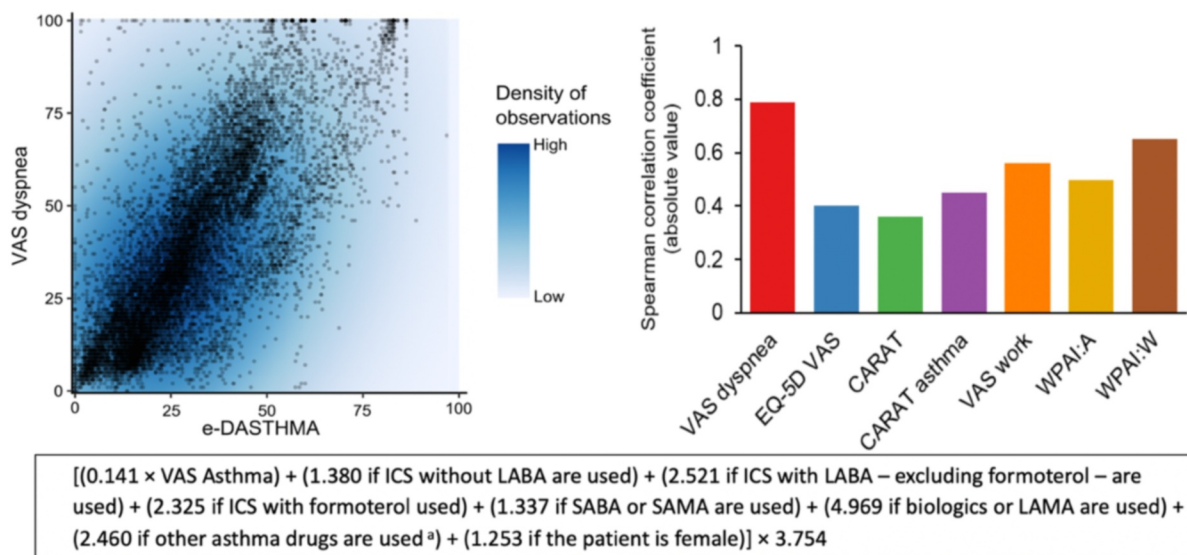 100
75
50
25
0
VAS dyspnea
0 25 50 75 100
e-DASTHMA
Density of
observations
High
Low
Spearman correlation coefficient
(absolute value)
1
0.8
0.6
0.4
0.2
0
VAS dyspnea
EQ-5D VAS
CARAT
CARAT asthma
VAS work
WPAI:A
WPAI:W
[(0.141 × VAS Asthma) + (1.380 if ICS without LABA are used) + (2.521 if ICS with LABA – excluding formoterol – are
used) + (2.325 if ICS with formoterol used) + (1.337 if SABA or SAMA are used) + (4.969 if biologics or LAMA are used) +
(2.460 if other asthma drugs are used ᵃ) + (1.253 if the patient is female)] × 3.754